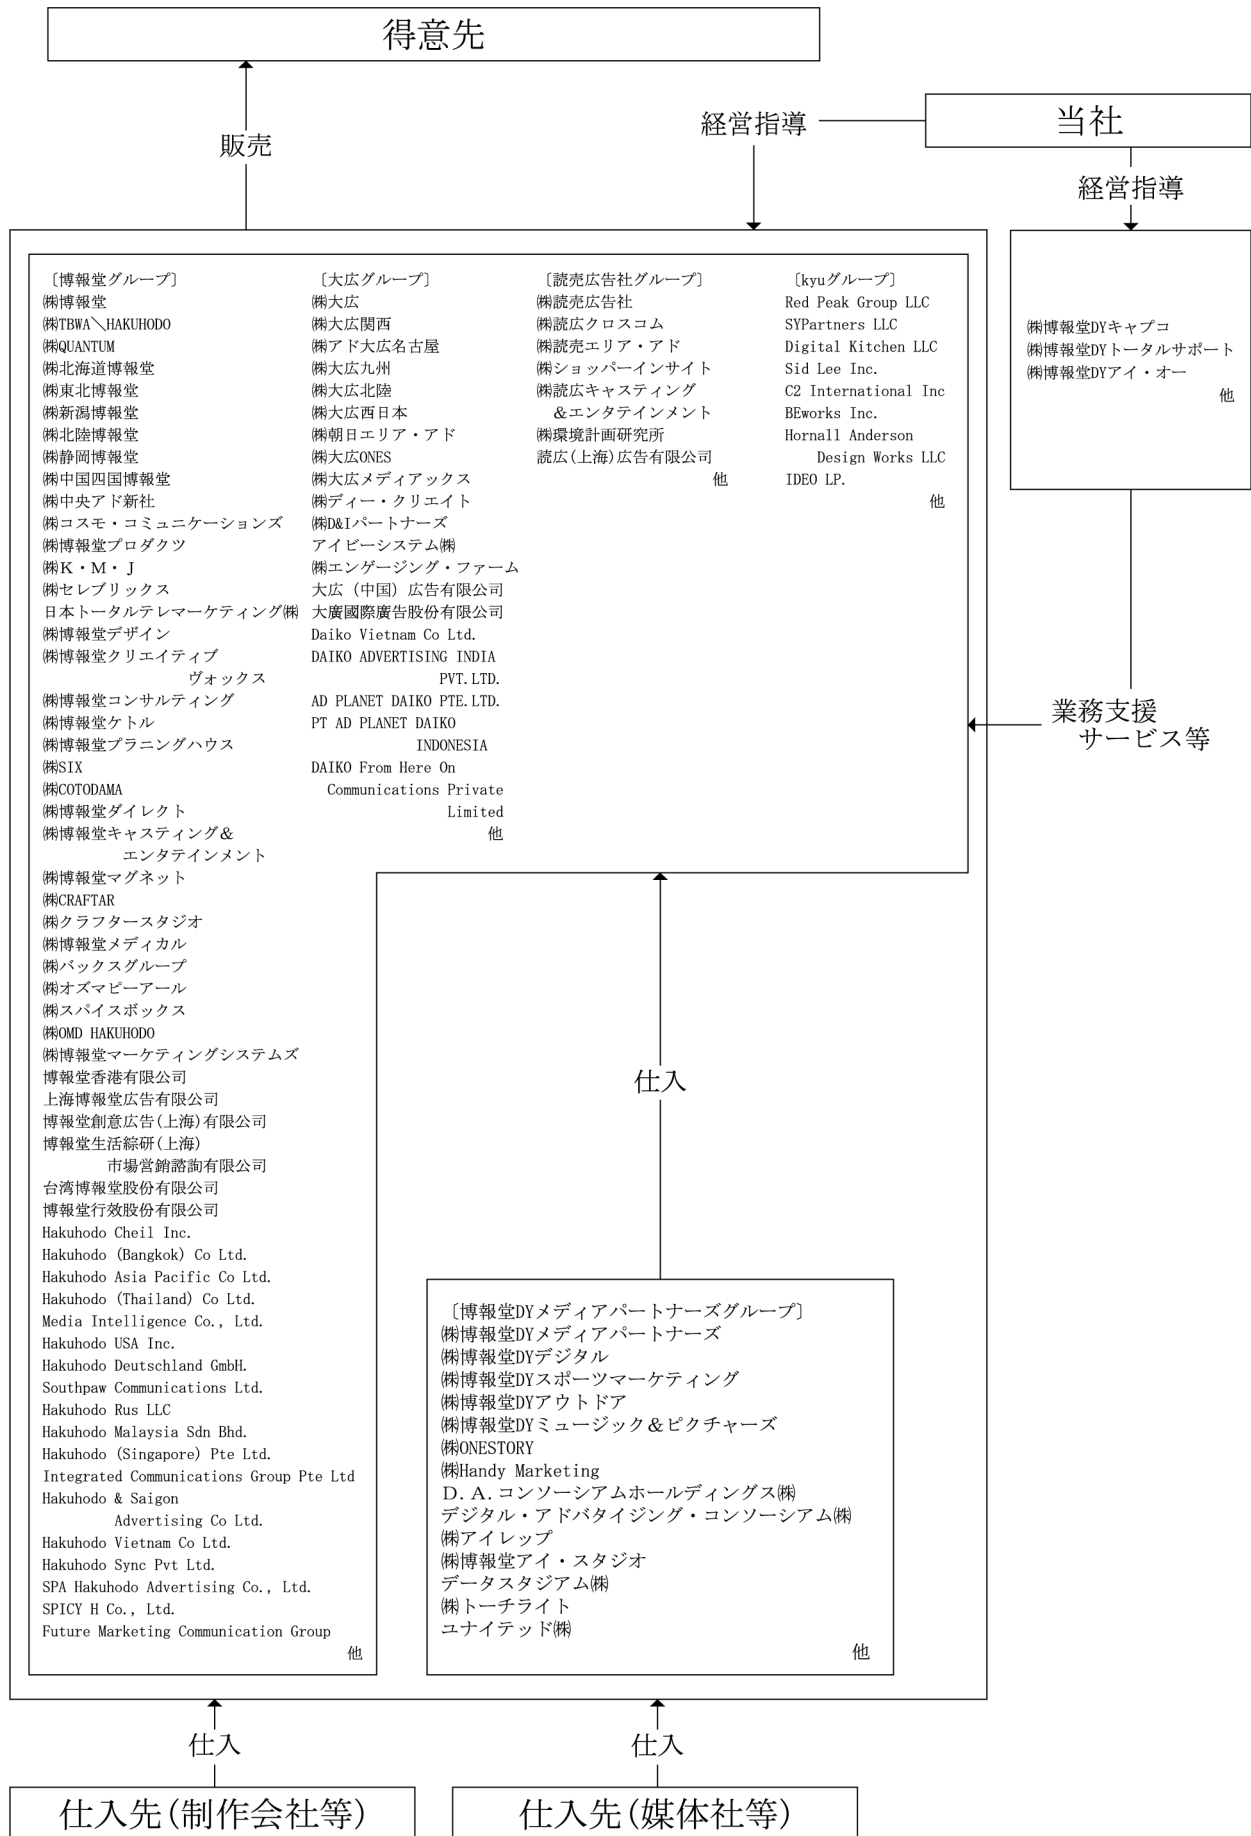 得意先
販売
経営指導
当社
経営指導
〔博報堂グループ〕
㈱博報堂
㈱TBWA＼HAKUHODO
㈱QUANTUM
㈱北海道博報堂
㈱東北博報堂
㈱新潟博報堂
㈱北陸博報堂
㈱静岡博報堂
㈱中国四国博報堂
㈱中央アド新社
㈱コスモ・コミュニケーションズ
㈱博報堂プロダクツ
㈱Ｋ・Ｍ・Ｊ
㈱セレブリックス
日本トータルテレマーケティング㈱
㈱博報堂デザイン
㈱博報堂クリエイティブ
ヴォックス
㈱博報堂コンサルティング
㈱博報堂ケトル
㈱博報堂プラニングハウス
㈱SIX
㈱COTODAMA
㈱博報堂ダイレクト
㈱博報堂キャスティング＆
エンタテインメント
㈱博報堂マグネット
㈱CRAFTAR
㈱クラフタースタジオ
㈱博報堂メディカル
㈱バックスグループ
㈱オズマピーアール
㈱スパイスボックス
㈱OMD HAKUHODO
㈱博報堂マーケティングシステムズ
博報堂香港有限公司
上海博報堂広告有限公司
博報堂創意広告(上海)有限公司
博報堂生活綜研(上海)
市場営銷諮詢有限公司
台湾博報堂股份有限公司
博報堂行效股份有限公司
Hakuhodo Cheil Inc.
Hakuhodo (Bangkok) Co Ltd.
Hakuhodo Asia Pacific Co Ltd.
Hakuhodo (Thailand) Co Ltd.
Media Intelligence Co., Ltd.
Hakuhodo USA Inc.
Hakuhodo Deutschland GmbH.
Southpaw Communications Ltd.
Hakuhodo Rus LLC
Hakuhodo Malaysia Sdn Bhd.
Hakuhodo (Singapore) Pte Ltd.
Integrated Communications Group Pte Ltd
Hakuhodo & Saigon
Advertising Co Ltd.
Hakuhodo Vietnam Co Ltd.
Hakuhodo Sync Pvt Ltd.
SPA Hakuhodo Advertising Co., Ltd.
SPICY H Co., Ltd.
Future Marketing Communication Group
他
〔大広グループ〕
㈱大広
㈱大広関西
㈱アド大広名古屋
㈱大広九州
㈱大広北陸
㈱大広西日本
㈱朝日エリア・アド
㈱大広ONES
㈱大広メディアックス
㈱ディー・クリエイト
㈱D&Iパートナーズ
アイビーシステム㈱
㈱エンゲージング・ファーム
大広（中国）広告有限公司
大廣國際廣告股份有限公司
Daiko Vietnam Co Ltd.
DAIKO ADVERTISING INDIA
PVT.LTD.
AD PLANET DAIKO PTE.LTD.
PT AD PLANET DAIKO
INDONESIA
DAIKO From Here On
Communications Private
Limited
他
〔読売広告社グループ〕
㈱読売広告社
㈱読広クロスコム
㈱読売エリア・アド
㈱ショッパーインサイト
㈱読広キャスティング
＆エンタテインメント
㈱環境計画研究所
読広(上海)広告有限公司
他
〔kyuグループ〕
Red Peak Group LLC
SYPartners LLC
Digital Kitchen LLC
Sid Lee Inc.
C2 International Inc
BEworks Inc.
Hornall Anderson
Design Works LLC
IDEO LP.
他
㈱博報堂DYキャプコ
㈱博報堂DYトータルサポート
㈱博報堂DYアイ・オー
他
業務支援
サービス等
仕入
〔博報堂DYメディアパートナーズグループ〕
㈱博報堂DYメディアパートナーズ
㈱博報堂DYデジタル
㈱博報堂DYスポーツマーケティング
㈱博報堂DYアウトドア
㈱博報堂DYミュージック＆ピクチャーズ
㈱ONESTORY
㈱Handy Marketing
Ｄ.Ａ.コンソーシアムホールディングス㈱
デジタル・アドバタイジング・コンソーシアム㈱
㈱アイレップ
㈱博報堂アイ・スタジオ
データスタジアム㈱
㈱トーチライト
ユナイテッド㈱
他
仕入
仕入
仕入先(制作会社等)
仕入先(媒体社等)